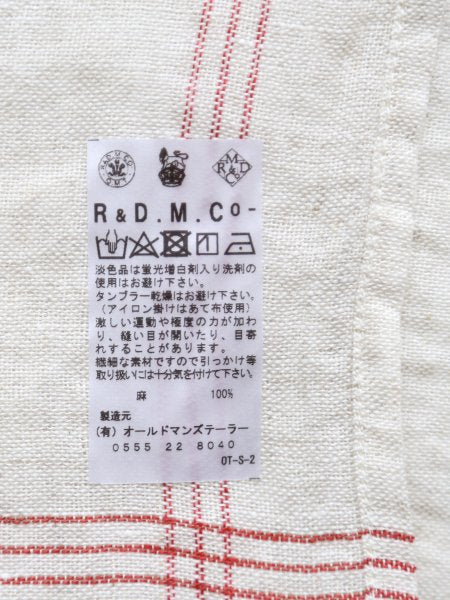 R&D.M.CO
O.M.T.
R&D
M
Co
R&D.M.Co-
淡色品は蛍光増白剤入り洗剤の
使用はお避け下さい。
タンブラー乾燥はお避け下さい。
(アイロン掛けはあて布使用)
激しい運動や極度の力が加わ
り、縫い目が開いたり、目寄
れすることがあります。
繊細な素材ですので引っかけ等
取り扱いには十分気を付けて下さい。
麻 100%
製造元
(有) オールドマンズテーラー
0555 22 8040
OT-S-2